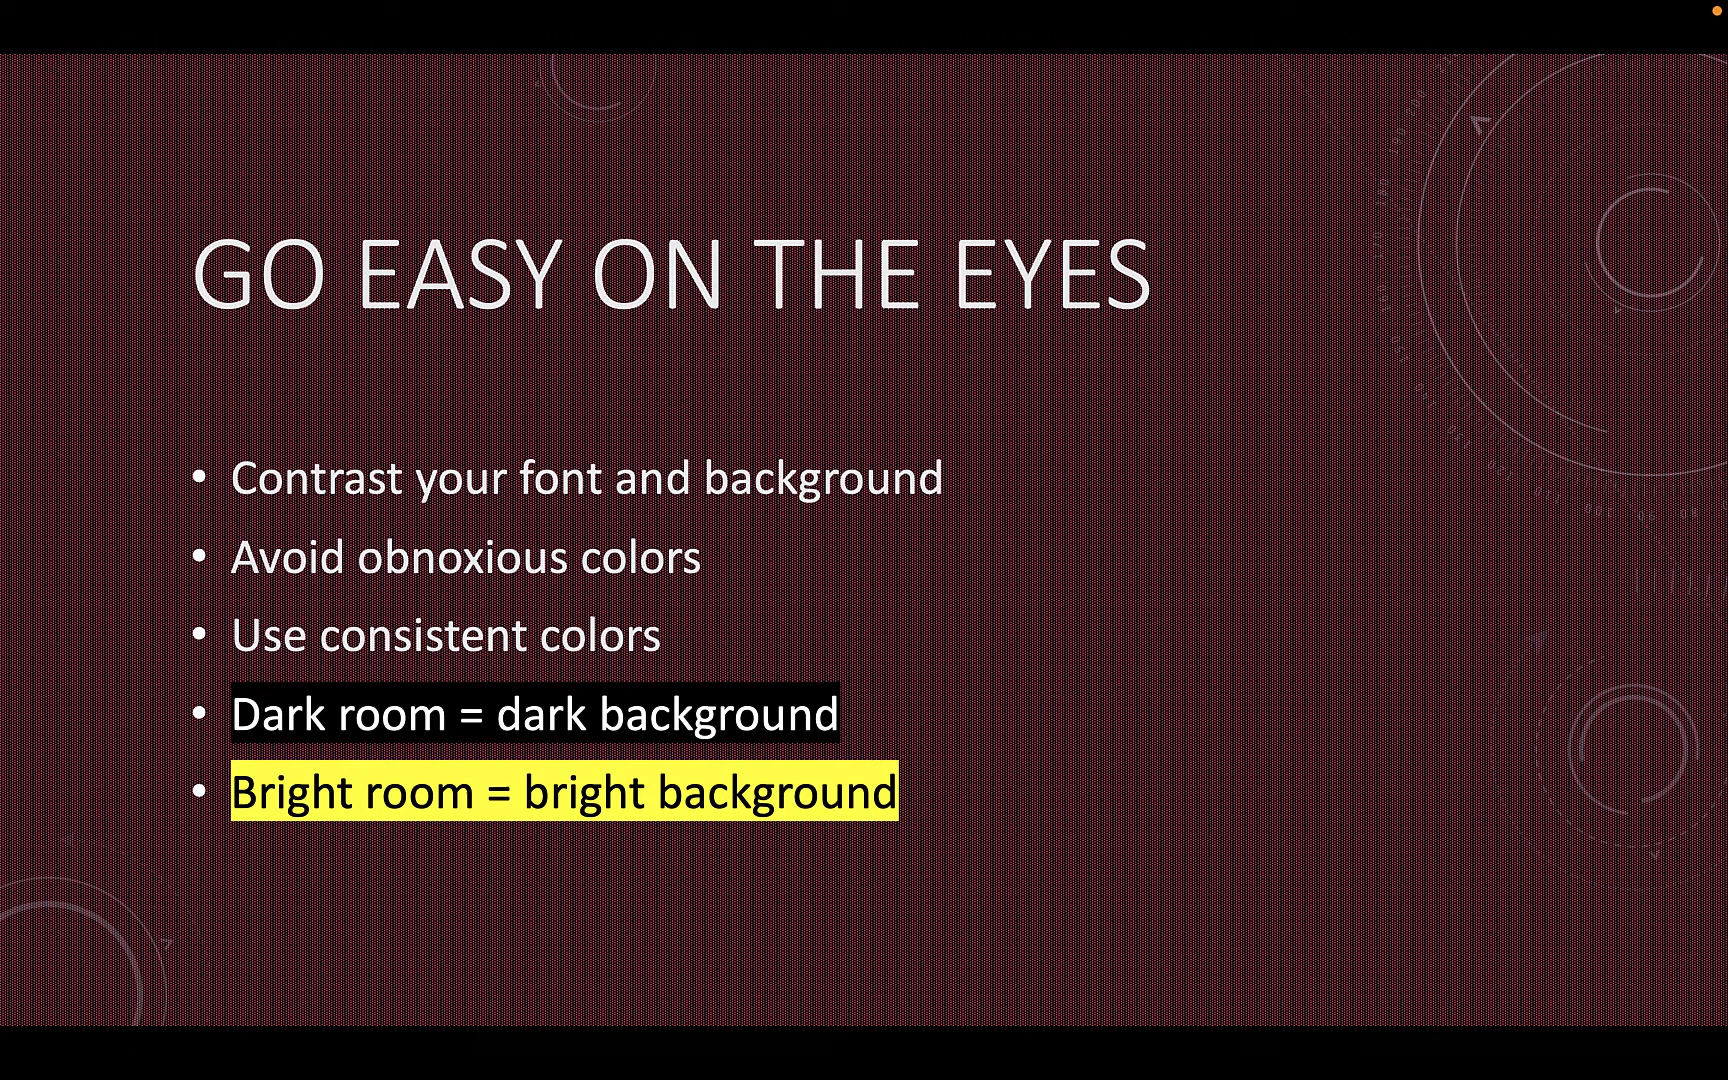 GO EASY ON THE EYES
• Contrast your font and background
• Avoid obnoxious colors
• Use consistent colors
• Dark room = dark background
• Bright room = bright background